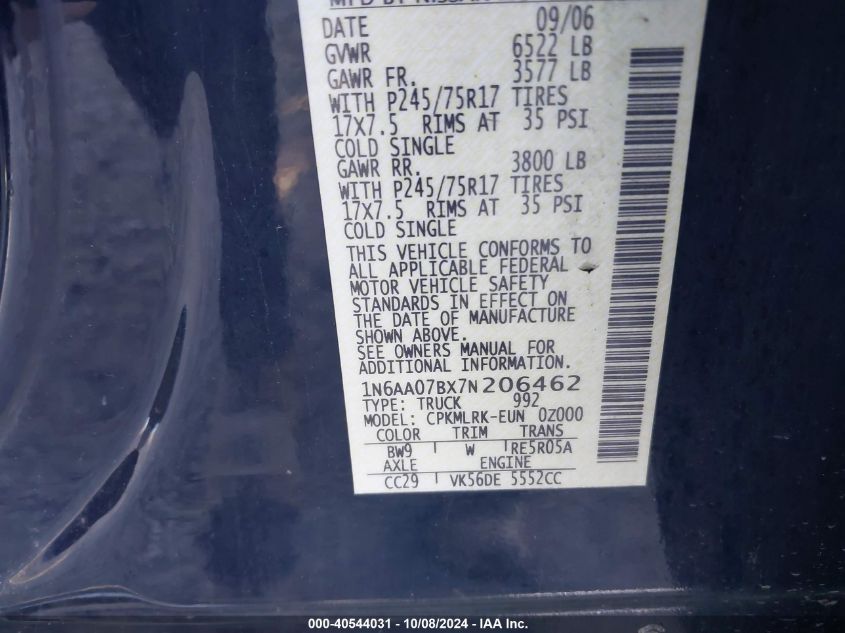 MFD BY NISSAN
DATE 09/06
GVWR 6522 LB
GAWR FR. 3577 LB
WITH P245/75R17 TIRES
17X7.5 RIMS AT 35 PSI
COLD SINGLE
GAWR RR. 3800 LB
WITH P245/75R17 TIRES
17X7.5 RIMS AT 35 PSI
COLD SINGLE
THIS VEHICLE CONFORMS TO
ALL APPLICABLE FEDERAL
MOTOR VEHICLE SAFETY
STANDARDS IN EFFECT ON
THE DATE OF MANUFACTURE
SHOWN ABOVE.
SEE OWNERS MANUAL FOR
ADDITIONAL INFORMATION.
1N6AA07BX7N206462
TYPE: TRUCK 992
MODEL: CPKMLRK-EUN 0Z000
COLOR TRIM TRANS
BW9 W RE5R05A
AXLE ENGINE
CC29 VK56DE 5552CC
000-40544031 - 10/08/2024 - IAA Inc.